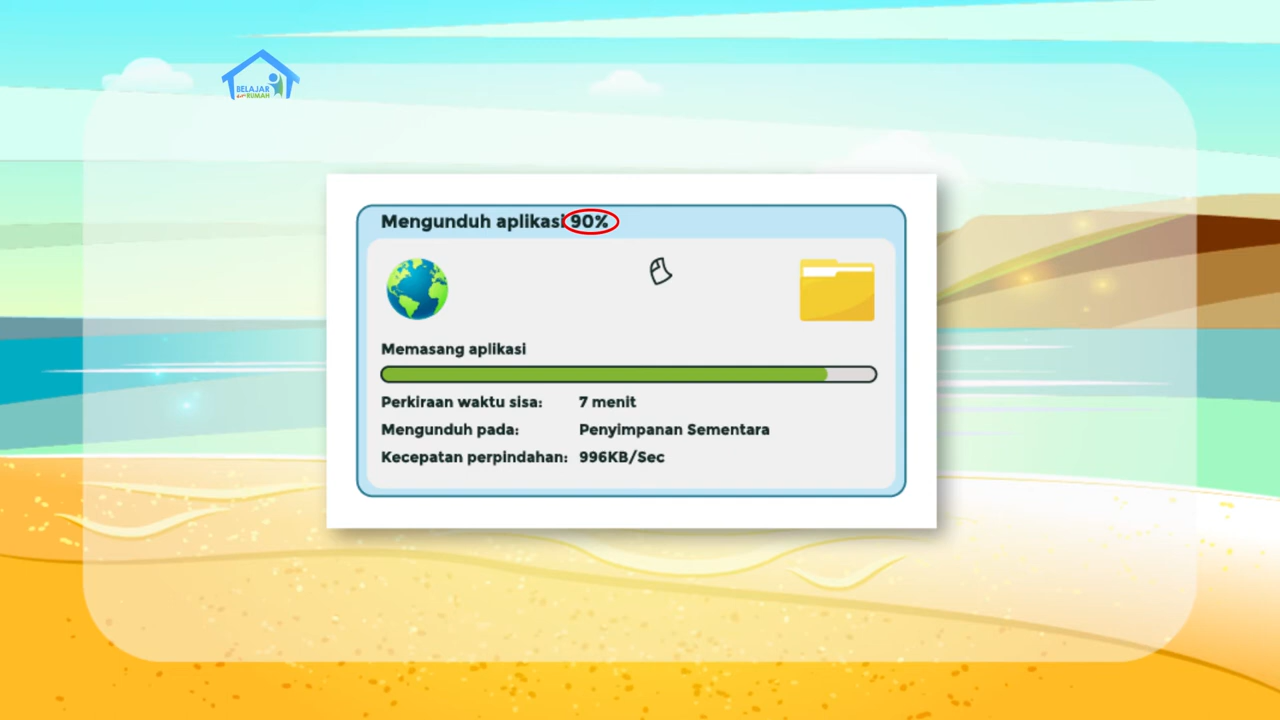 BELAJAR
dari RUMAH
Mengunduh aplikasi 90%
Memasang aplikasi
Perkiraan waktu sisa: 7 menit
Mengunduh pada: Penyimpanan Sementara
Kecepatan perpindahan: 996KB/Sec